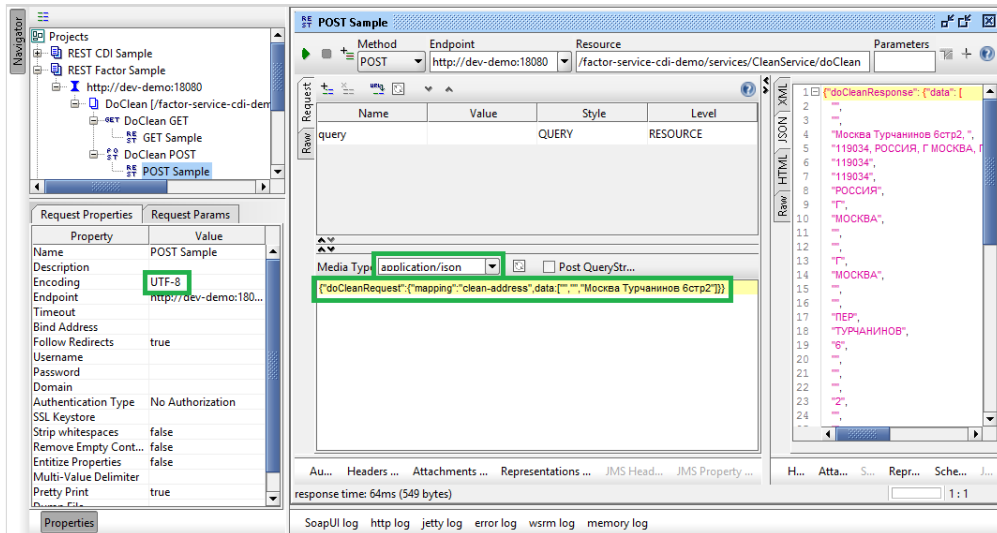 Navigator
Projects
REST CDI Sample
REST Factor Sample
http://dev-demo:18080
DoClean [/factor-service-cdi-dem
GET DoClean GET
GET Sample
DoClean POST
POST Sample
Request Properties
Request Params
Property Value
Name POST Sample
Description
Encoding UTF-8
Endpoint http://dev-demo:180...
Timeout
Bind Address
Follow Redirects true
Username
Password
Domain
Authentication Type No Authorization
SSL Keystore
Strip whitespaces false
Remove Empty Cont... false
Entitize Properties false
Multi-Value Delimiter
Pretty Print true
Dump File
Properties
POST Sample
Method Endpoint Resource Parameters
POST http://dev-demo:18080 /factor-service-cdi-demo/services/CleanService/doClean
Request
Raw
Name Value Style Level
query QUERY RESOURCE
Media Type application/json Post QueryStr...
{"doCleanRequest":{"mapping":"clean-address",data:["","","Москва Турчанинов 6стр2"]}}
Au... Headers ... Attachments ... Representations ... JMS Head... JMS Property ...
response time: 64ms (549 bytes)
XML
JSON
HTML
Raw
1 {"doCleanResponse": {"data": [
2 "",
3 "",
4 "Москва Турчанинов 6стр2, ",
5 "119034, РОССИЯ, Г МОСКВА, П
6 "119034",
7 "119034",
8 "РОССИЯ",
9 "Г",
10 "МОСКВА",
11 "",
12 "",
13 "Г",
14 "МОСКВА",
15 "",
16 "",
17 "ПЕР",
18 "ТУРЧАНИНОВ",
19 "6",
20 "",
21 "",
22 "",
23 "2",
24 "",
H... Atta... S... Repr... Sche... J...
1 : 1
SoapUI log http log jetty log error log wsrm log memory log